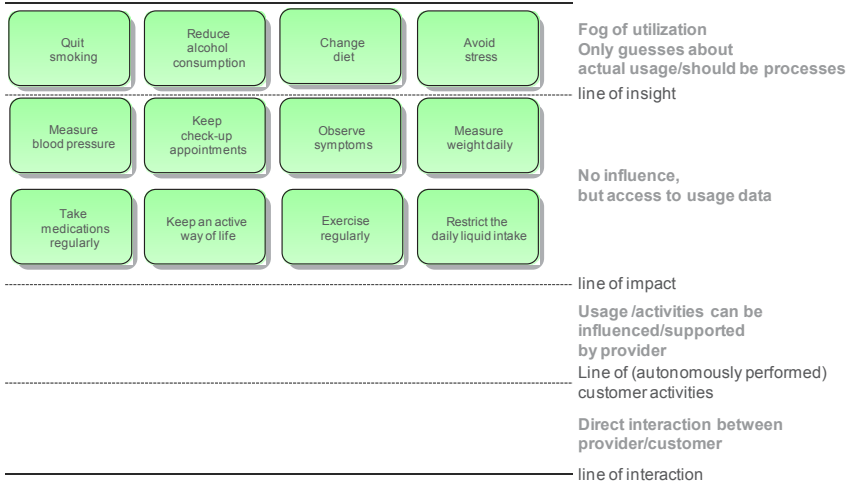 Quit
smoking
Reduce
alcohol
consumption
Change
diet
Avoid
stress
Fog of utilization
Only guesses about
actual usage/should be processes
line of insight
Measure
blood pressure
Keep
check-up
appointments
Observe
symptoms
Measure
weight daily
No influence,
but access to usage data
Take
medications
regularly
Keep an active
way of life
Exercise
regularly
Restrict the
daily liquid intake
line of impact
Usage /activities can be
influenced/supported
by provider
Line of (autonomously performed)
customer activities
Direct interaction between
provider/customer
line of interaction